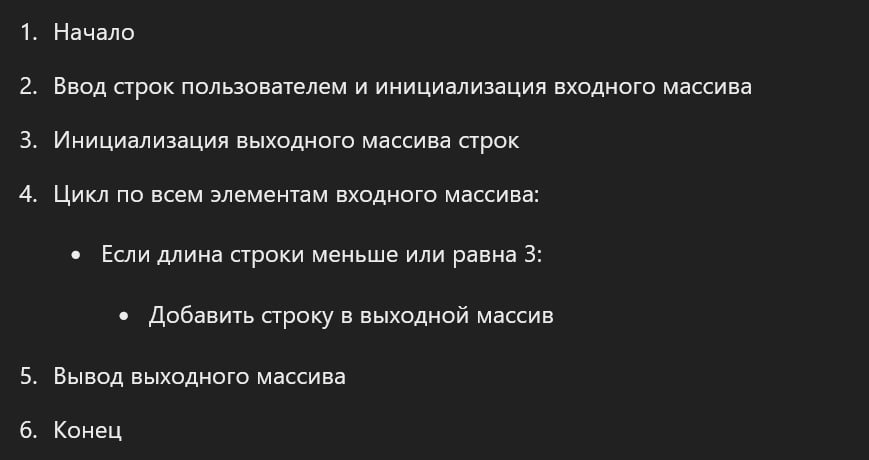 1. Начало
2. Ввод строк пользователем и инициализация входного массива
3. Инициализация выходного массива строк
4. Цикл по всем элементам входного массива:
• Если длина строки меньше или равна 3:
• Добавить строку в выходной массив
5. Вывод выходного массива
6. Конец